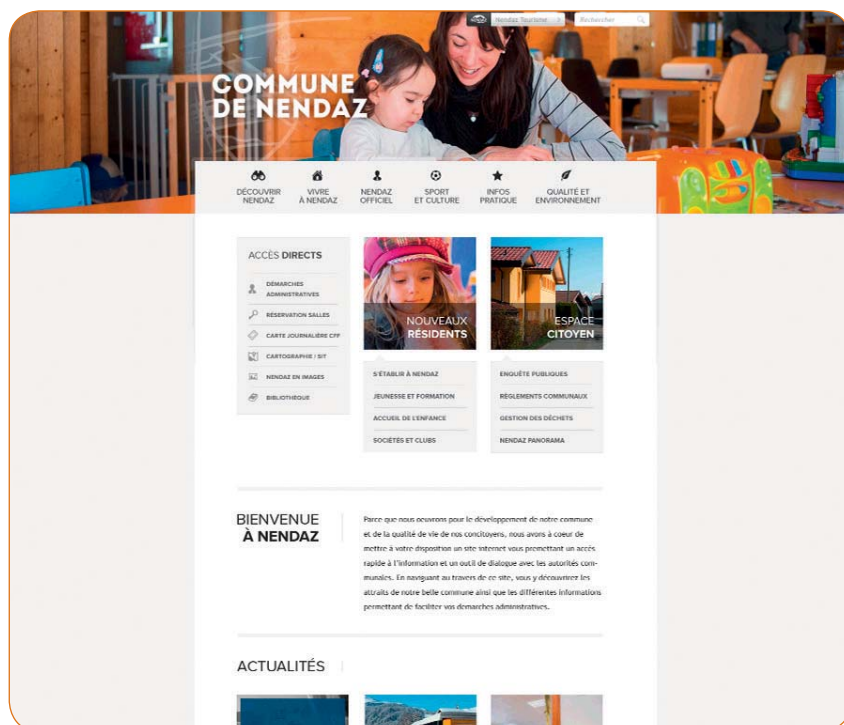 Nendaz Tourisme
Rechercher
COMMUNE
DE NENDAZ
DÉCOUVRIR
NENDAZ
VIVRE
À NENDAZ
NENDAZ
OFFICIEL
SPORT
ET CULTURE
INFOS
PRATIQUE
QUALITÉ ET
ENVIRONNEMENT
ACCÈS DIRECTS
DÉMARCHES
ADMINISTRATIVES
RÉSERVATION SALLES
CARTE JOURNALIÈRE CFF
CARTOGRAPHIE / SIT
NENDAZ EN IMAGES
BIBLIOTHÈQUE
NOUVEAUX
RÉSIDENTS
S'ÉTABLIR À NENDAZ
JEUNESSE ET FORMATION
ACCUEIL DE L'ENFANCE
SOCIÉTÉS ET CLUBS
ESPACE
CITOYEN
ENQUÊTE PUBLIQUES
RÈGLEMENTS COMMUNAUX
GESTION DES DÉCHETS
NENDAZ PANORAMA
BIENVENUE
À NENDAZ
Parce que nous oeuvrons pour le développement de notre commune
et de la qualité de vie de nos concitoyens, nous avons à coeur de
mettre à votre disposition un site internet vous premettant un accès
rapide à l'information et un outil de dialogue avec les autorités com-
munales. En naviguant au travers de ce site, vous y découvrirez les
attraits de notre belle commune ainsi que les différentes informations
permettant de faciliter vos démarches administratives.
ACTUALITÉS